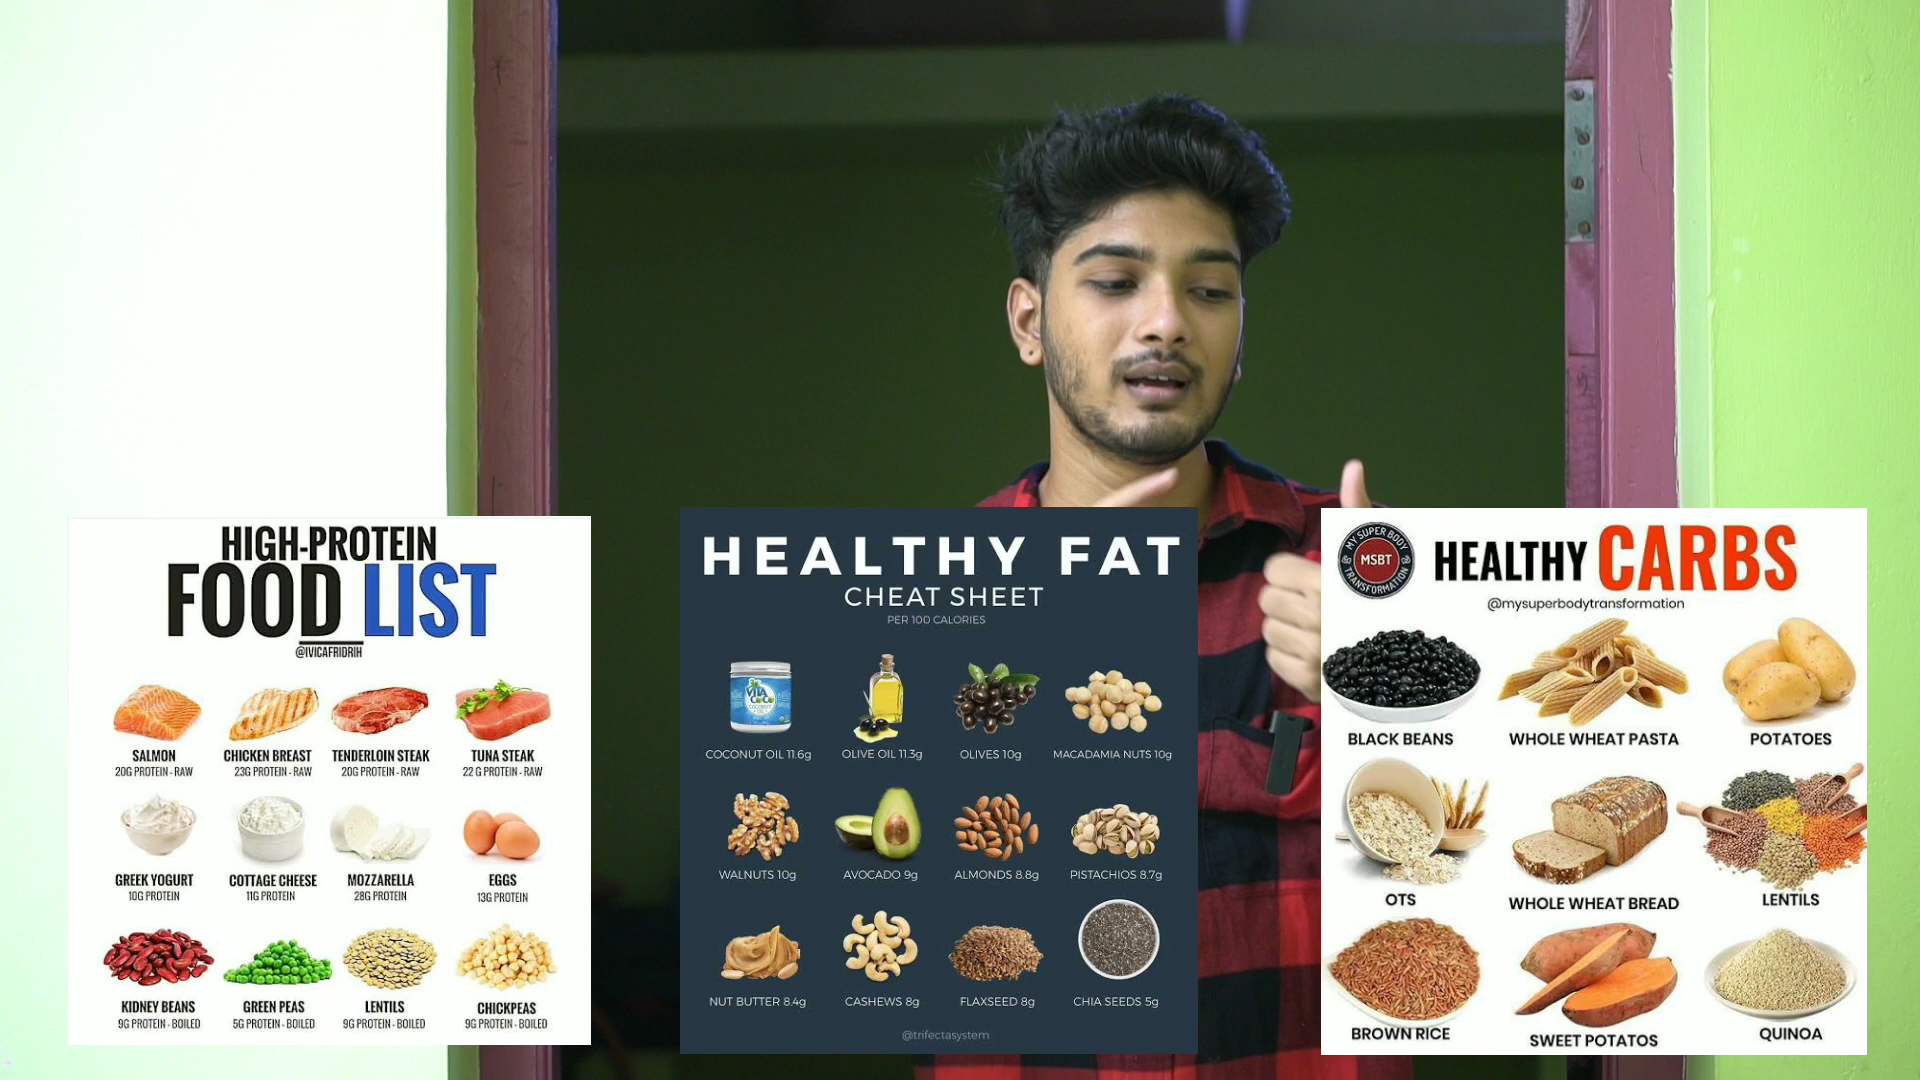 HIGH-PROTEIN
FOOD LIST
@IVICAFRIDRIH
SALMON
20G PROTEIN - RAW
CHICKEN BREAST
23G PROTEIN - RAW
TENDERLOIN STEAK
20G PROTEIN - RAW
TUNA STEAK
22 G PROTEIN - RAW
GREEK YOGURT
10G PROTEIN
COTTAGE CHEESE
11G PROTEIN
MOZZARELLA
28G PROTEIN
EGGS
13G PROTEIN
KIDNEY BEANS
9G PROTEIN - BOILED
GREEN PEAS
5G PROTEIN - BOILED
LENTILS
9G PROTEIN - BOILED
CHICKPEAS
9G PROTEIN - BOILED
HEALTHY FAT
CHEAT SHEET
PER 100 CALORIES
VITA
COCO
COCONUT OIL 11.6g
OLIVE OIL 11.3g
OLIVES 10g
MACADAMIA NUTS 10g
WALNUTS 10g
AVOCADO 9g
ALMONDS 8.8g
PISTACHIOS 8.7g
NUT BUTTER 8.4g
CASHEWS 8g
FLAXSEED 8g
CHIA SEEDS 5g
@trifectasystem
MY SUPER BODY
MSBT
TRANSFORMATION
HEALTHY CARBS
@mysuperbodytransformation
BLACK BEANS
WHOLE WHEAT PASTA
POTATOES
OTS
WHOLE WHEAT BREAD
LENTILS
BROWN RICE
SWEET POTATOS
QUINOA